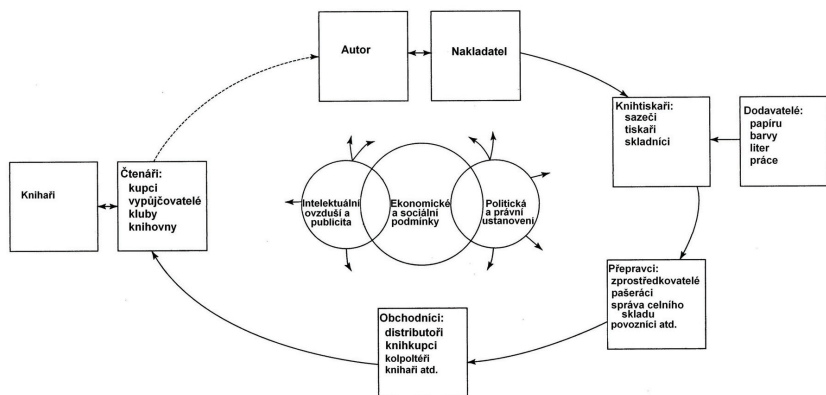 Autor
Nakladatel
Knihtiskaři:
sazeči
tiskaři
skladníci
Dodavatelé:
papíru
barvy
liter
práce
Knihaři
Čtenáři:
kupci
vypůjčovatelé
kluby
knihovny
Intelektuální
ovzduší a
publicita
Ekonomické
a sociální
podmínky
Politická
a právní
ustanovení
Přepravci:
zprostředkovatelé
pašeráci
správa celního
skladu
povozníci atd.
Obchodníci:
distributoři
knihkupci
kolpoltéři
knihaři atd.